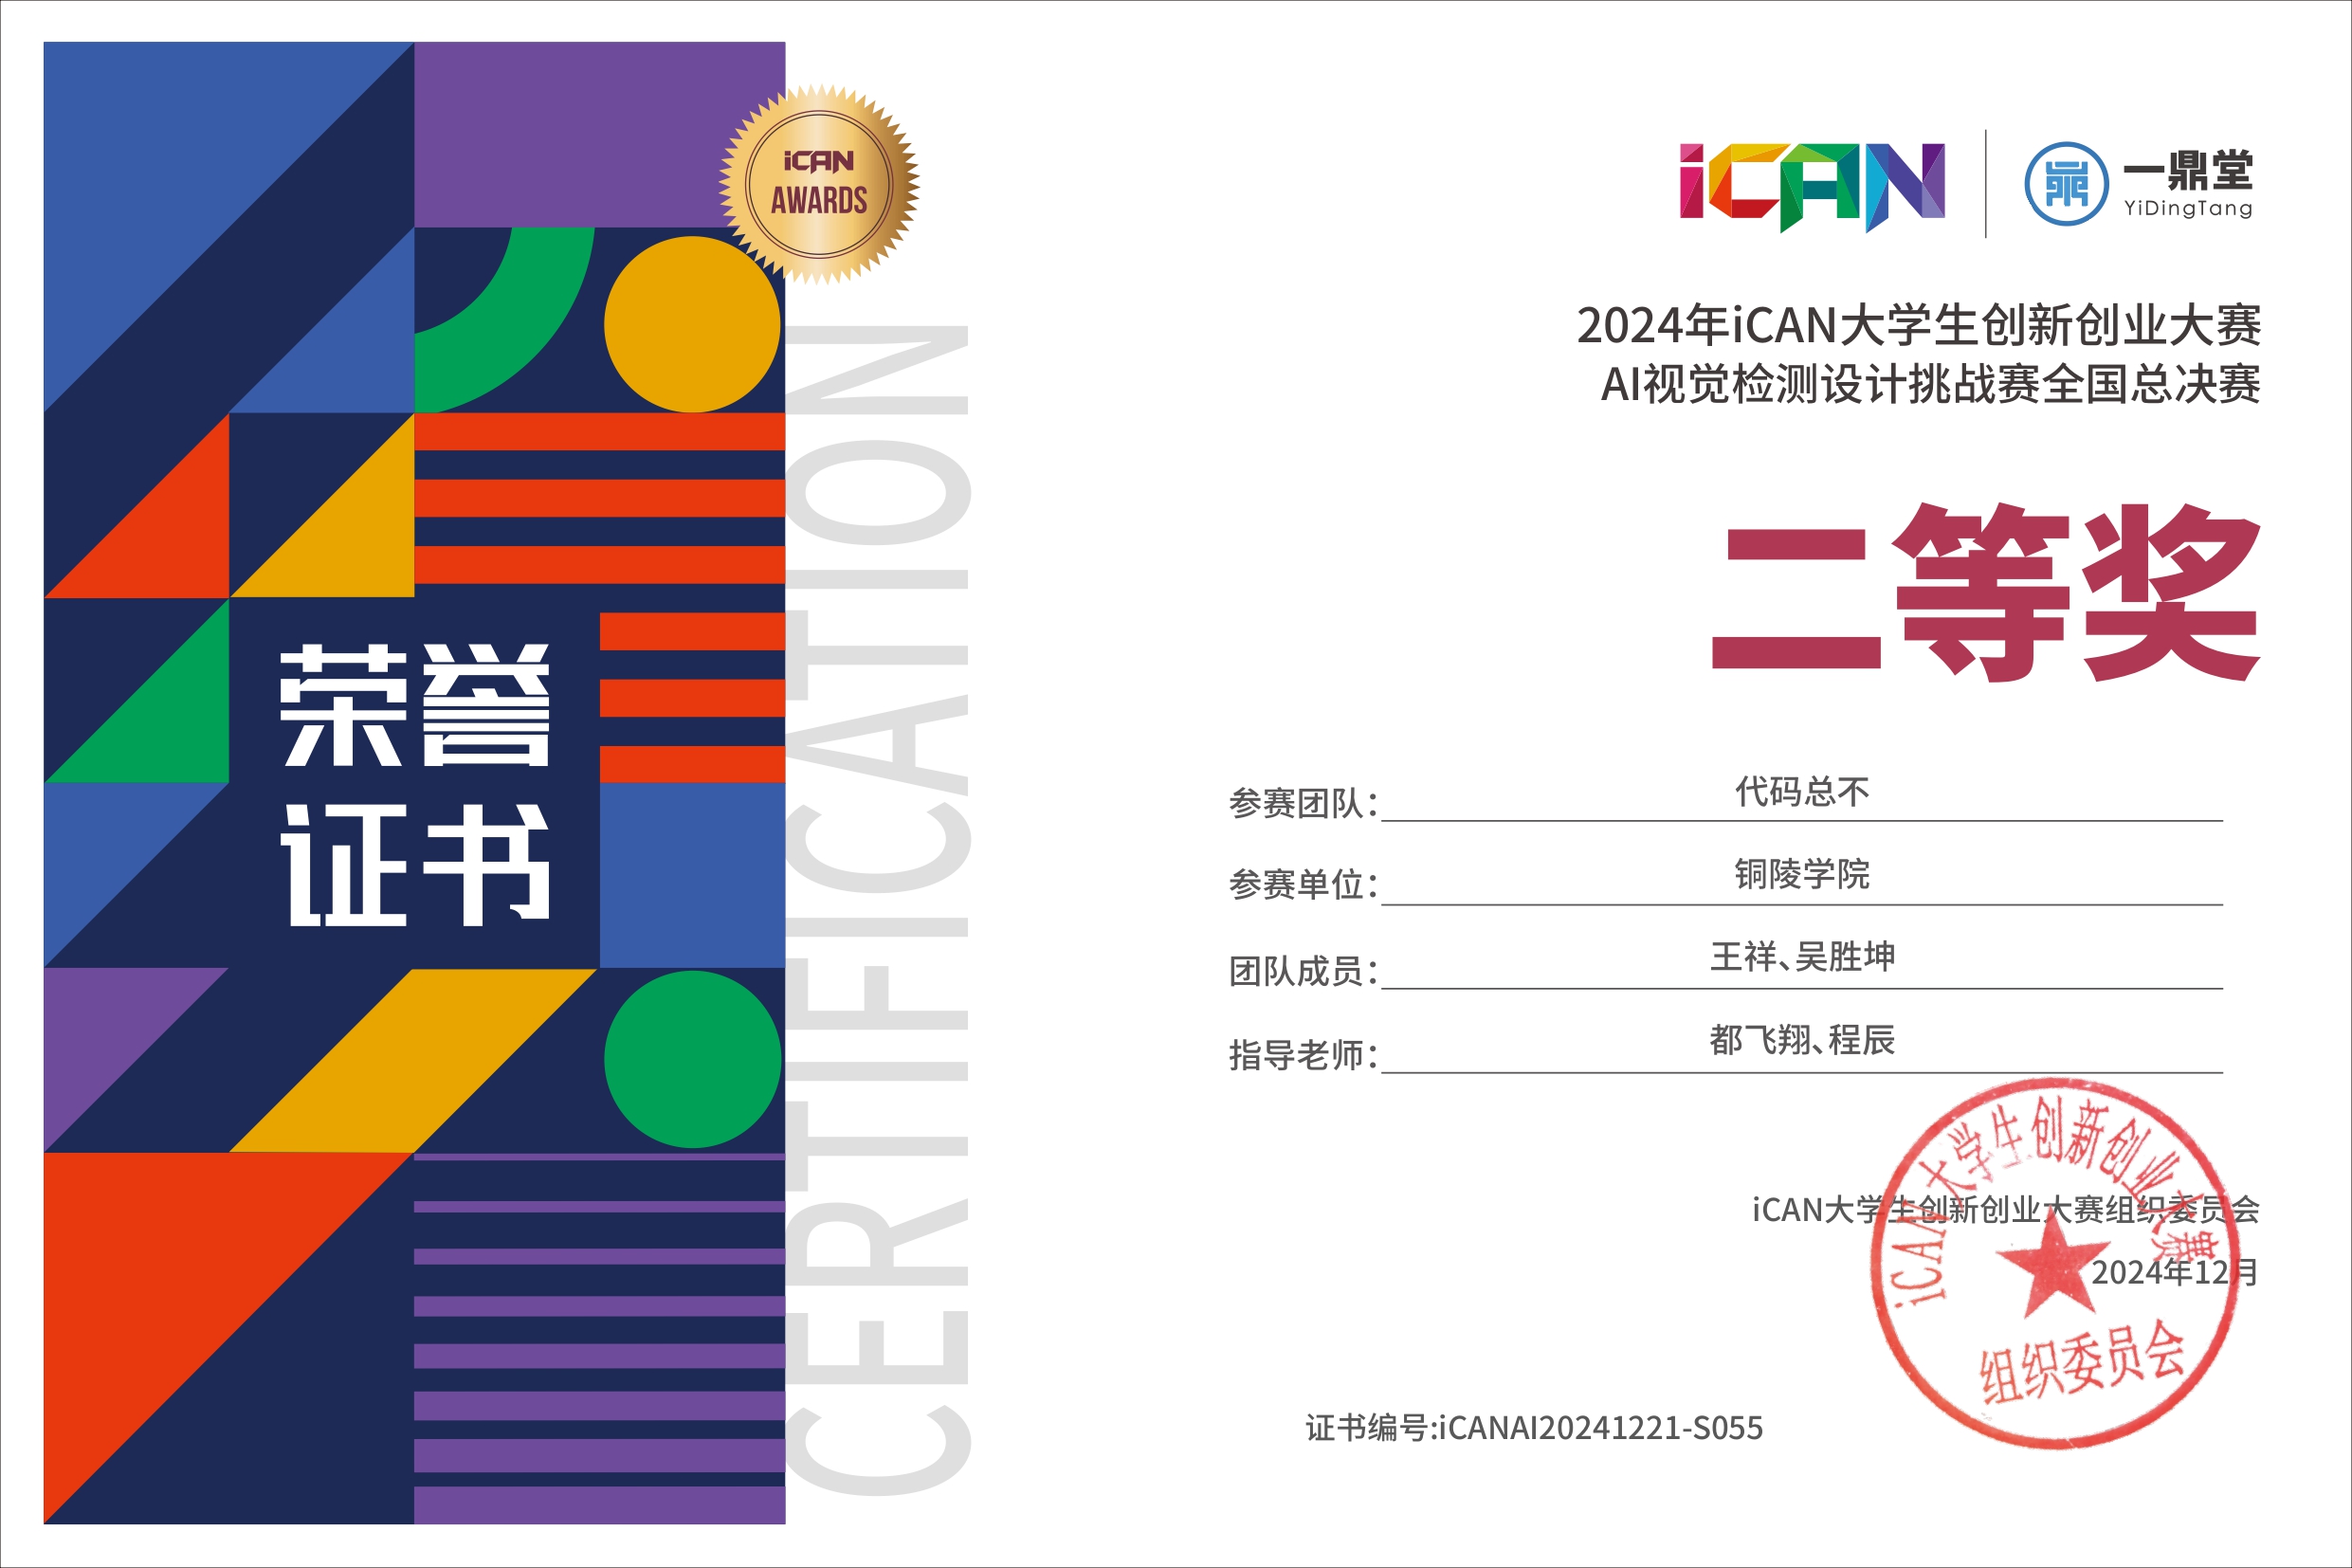 荣誉
证书
CERTIFICATION
iCAN
AWARDS
iCAN
一鼎堂
YiDingTang
2024年iCAN大学生创新创业大赛
AI视觉检测设计挑战赛全国总决赛
二等奖
参赛团队：代码总不
参赛单位：铜陵学院
团队成员：王祥、吴胜坤
指导老师：都飞翔、程辰
iCAN大学生创新创业大赛组织委员会
2024年12月
iCAN大学生创新创业大赛
组织委员会
证书编号:iCANAI20241221-S055